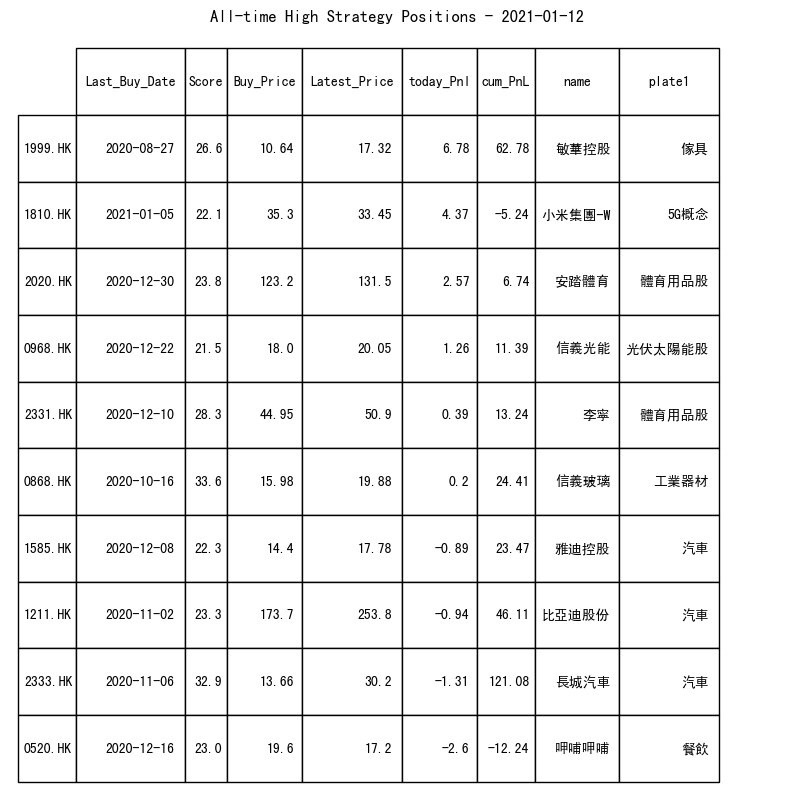 All-time High Strategy Positions - 2021-01-12
Last_Buy_Date Score Buy_Price Latest_Price today_Pnl cum_PnL name plate1
1999.HK 2020-08-27 26.6 10.64 17.32 6.78 62.78 敏華控股 傢具
1810.HK 2021-01-05 22.1 35.3 33.45 4.37 -5.24 小米集團-W 5G概念
2020.HK 2020-12-30 23.8 123.2 131.5 2.57 6.74 安踏體育 體育用品股
0968.HK 2020-12-22 21.5 18.0 20.05 1.26 11.39 信義光能 光伏太陽能股
2331.HK 2020-12-10 28.3 44.95 50.9 0.39 13.24 李寧 體育用品股
0868.HK 2020-10-16 33.6 15.98 19.88 0.2 24.41 信義玻璃 工業器材
1585.HK 2020-12-08 22.3 14.4 17.78 -0.89 23.47 雅迪控股 汽車
1211.HK 2020-11-02 23.3 173.7 253.8 -0.94 46.11 比亞迪股份 汽車
2333.HK 2020-11-06 32.9 13.66 30.2 -1.31 121.08 長城汽車 汽車
0520.HK 2020-12-16 23.0 19.6 17.2 -2.6 -12.24 呷哺呷哺 餐飲